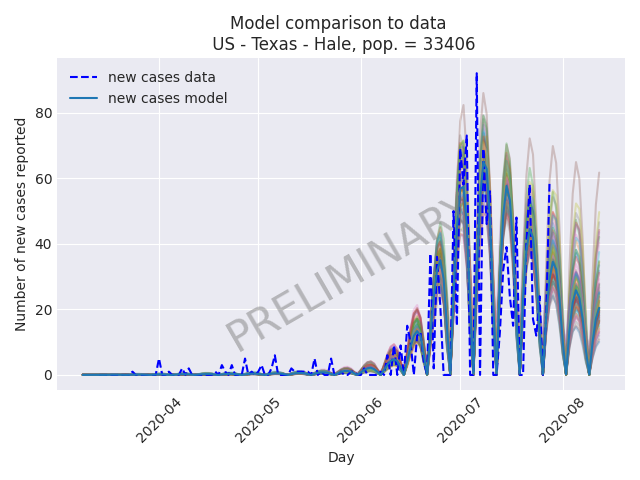 Model comparison to data
US - Texas - Hale, pop. = 33406
new cases data
new cases model
Number of new cases reported
80
60
40
20
0
PRELIMINARY
2020-04
2020-05
2020-06
2020-07
2020-08
Day